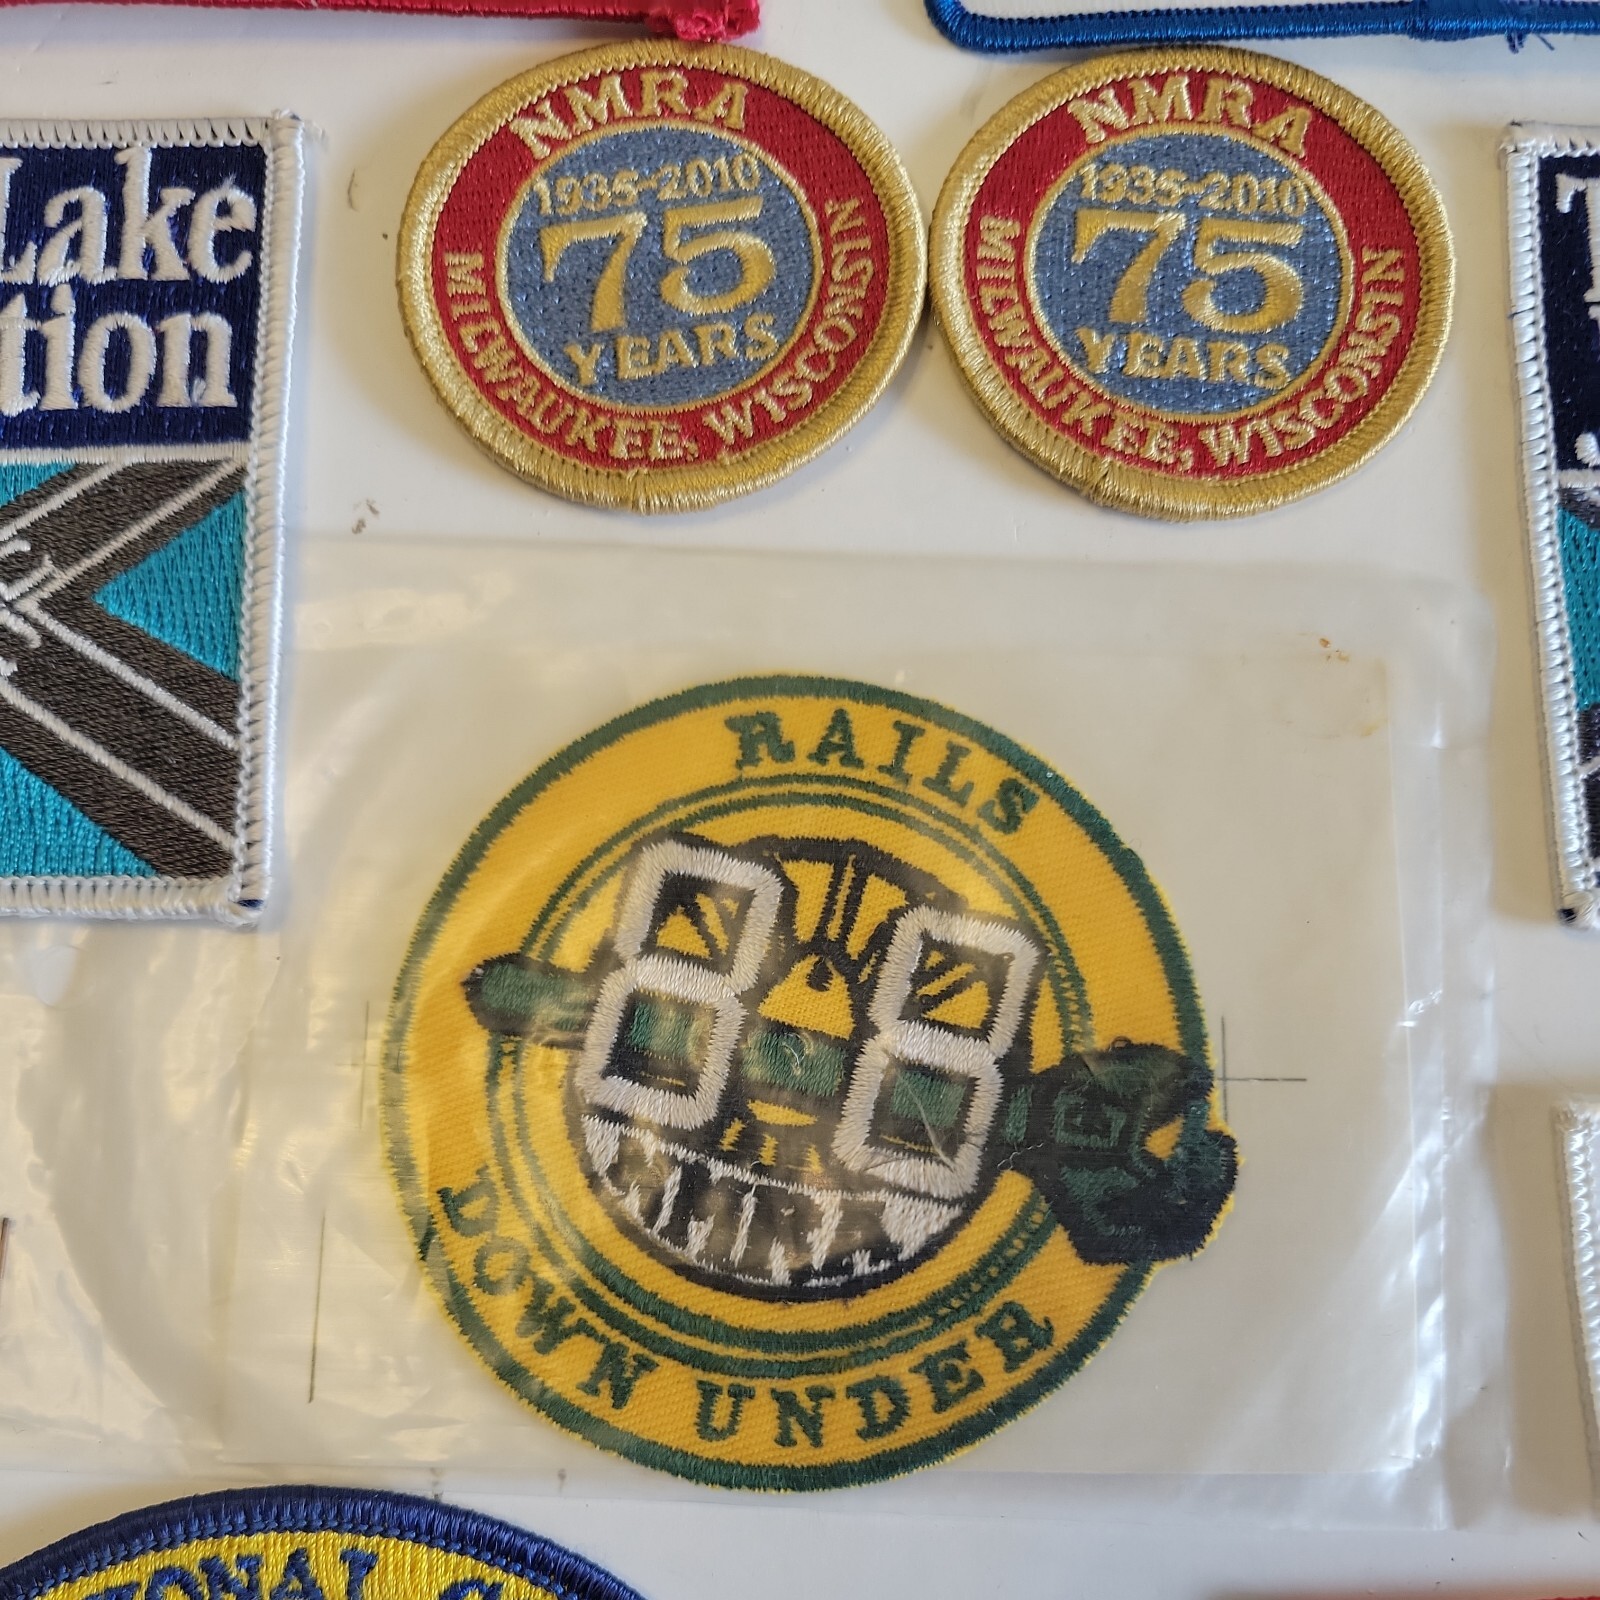 Lake
tion
NMRA
1935-2010
75
YEARS
MILWAUKEE, WISCONSIN
NMRA
1935-2010
75
YEARS
MILWAUKEE, WISCONSIN
RAILS
88
DOWN UNDER